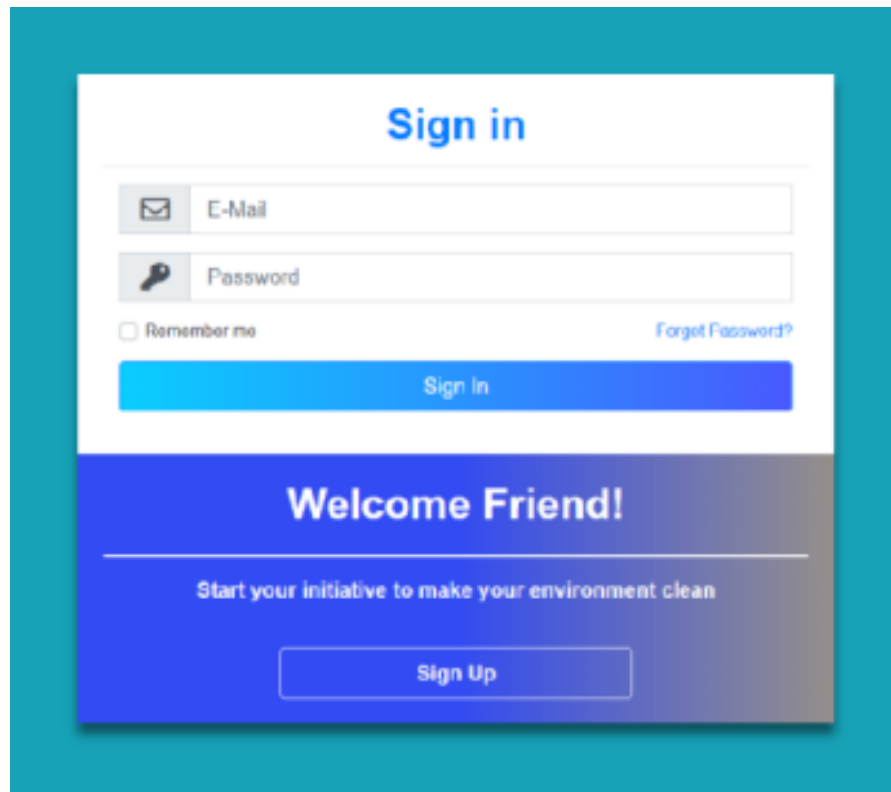 Sign in
E-Mail
Password
Remember me Forgot Password?
Sign In
Welcome Friend!
Start your initiative to make your environment clean
Sign Up